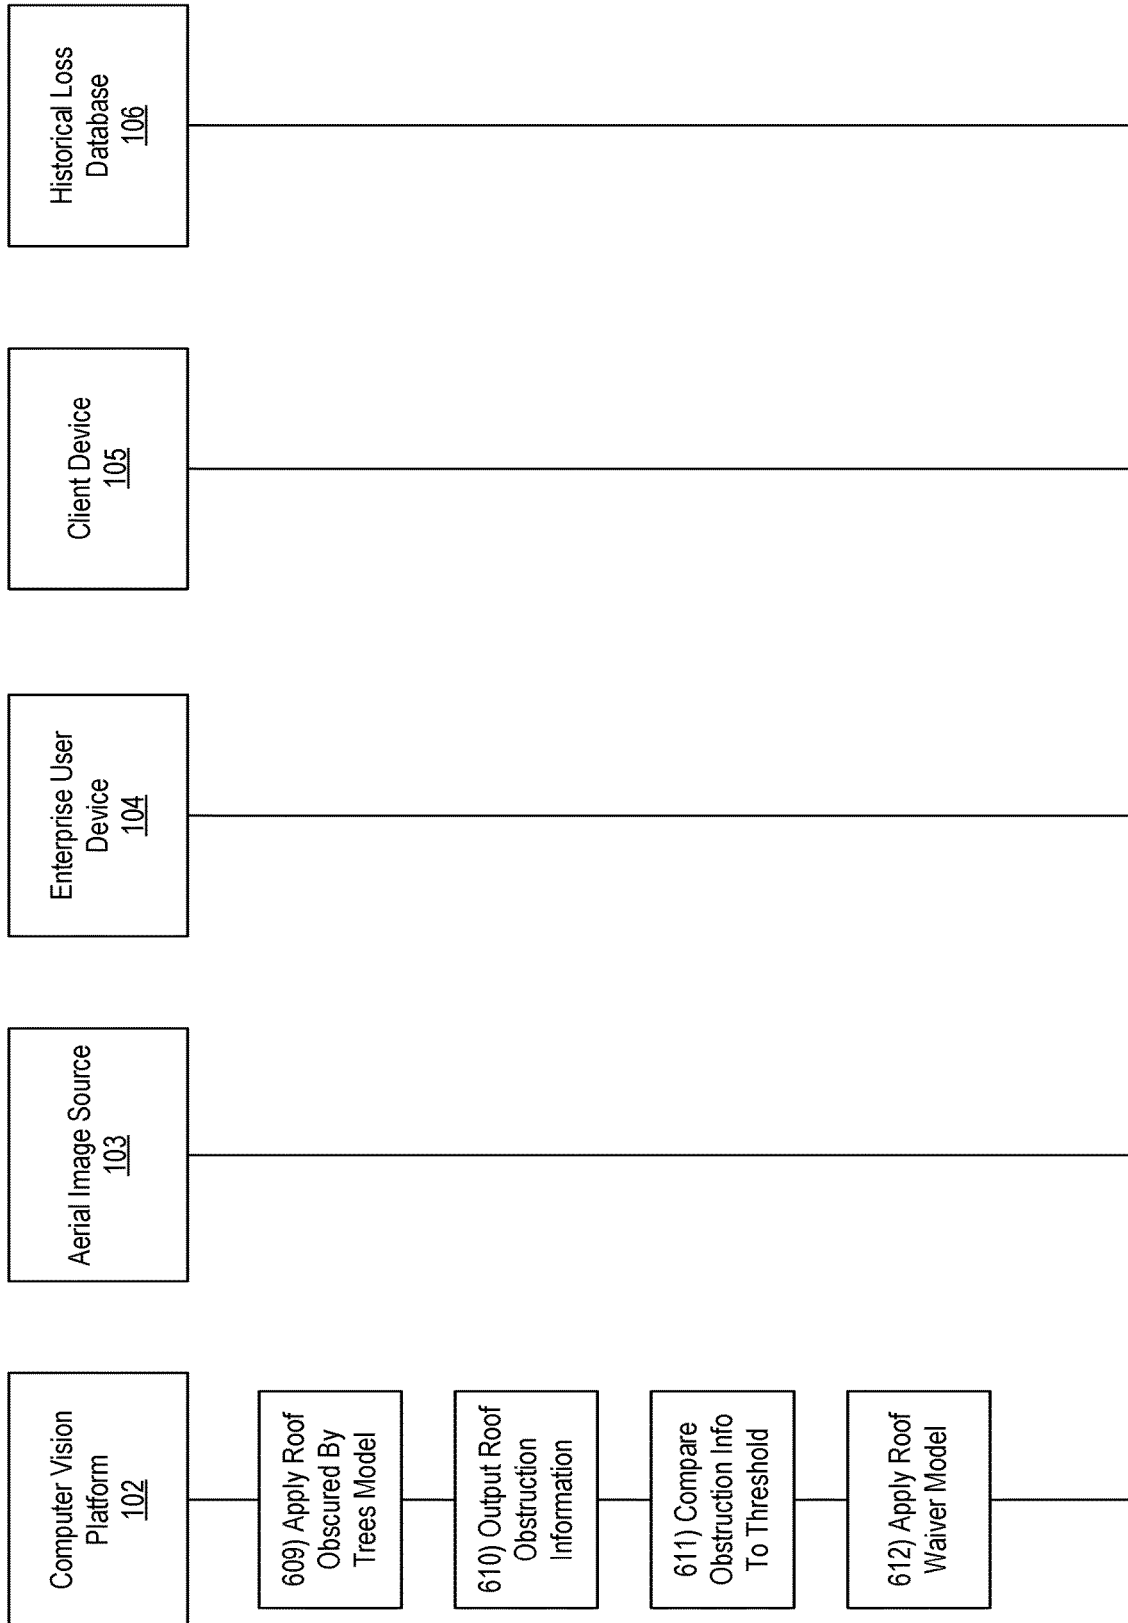 Computer Vision
Platform
102
Aerial Image Source
103
Enterprise User
Device
104
Client Device
105
Historical Loss
Database
106
609) Apply Roof
Obscured By
Trees Model
610) Output Roof
Obstruction
Information
611) Compare
Obstruction Info
To Threshold
612) Apply Roof
Waiver Model